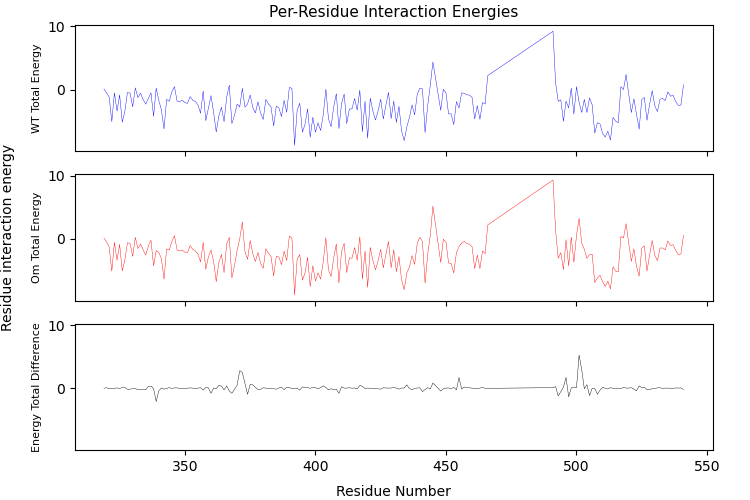 Per-Residue Interaction Energies
Residue interaction energy
WT Total Energy
10
0
Om Total Energy
10
0
Energy Total Difference
10
0
350
400
450
500
550
Residue Number